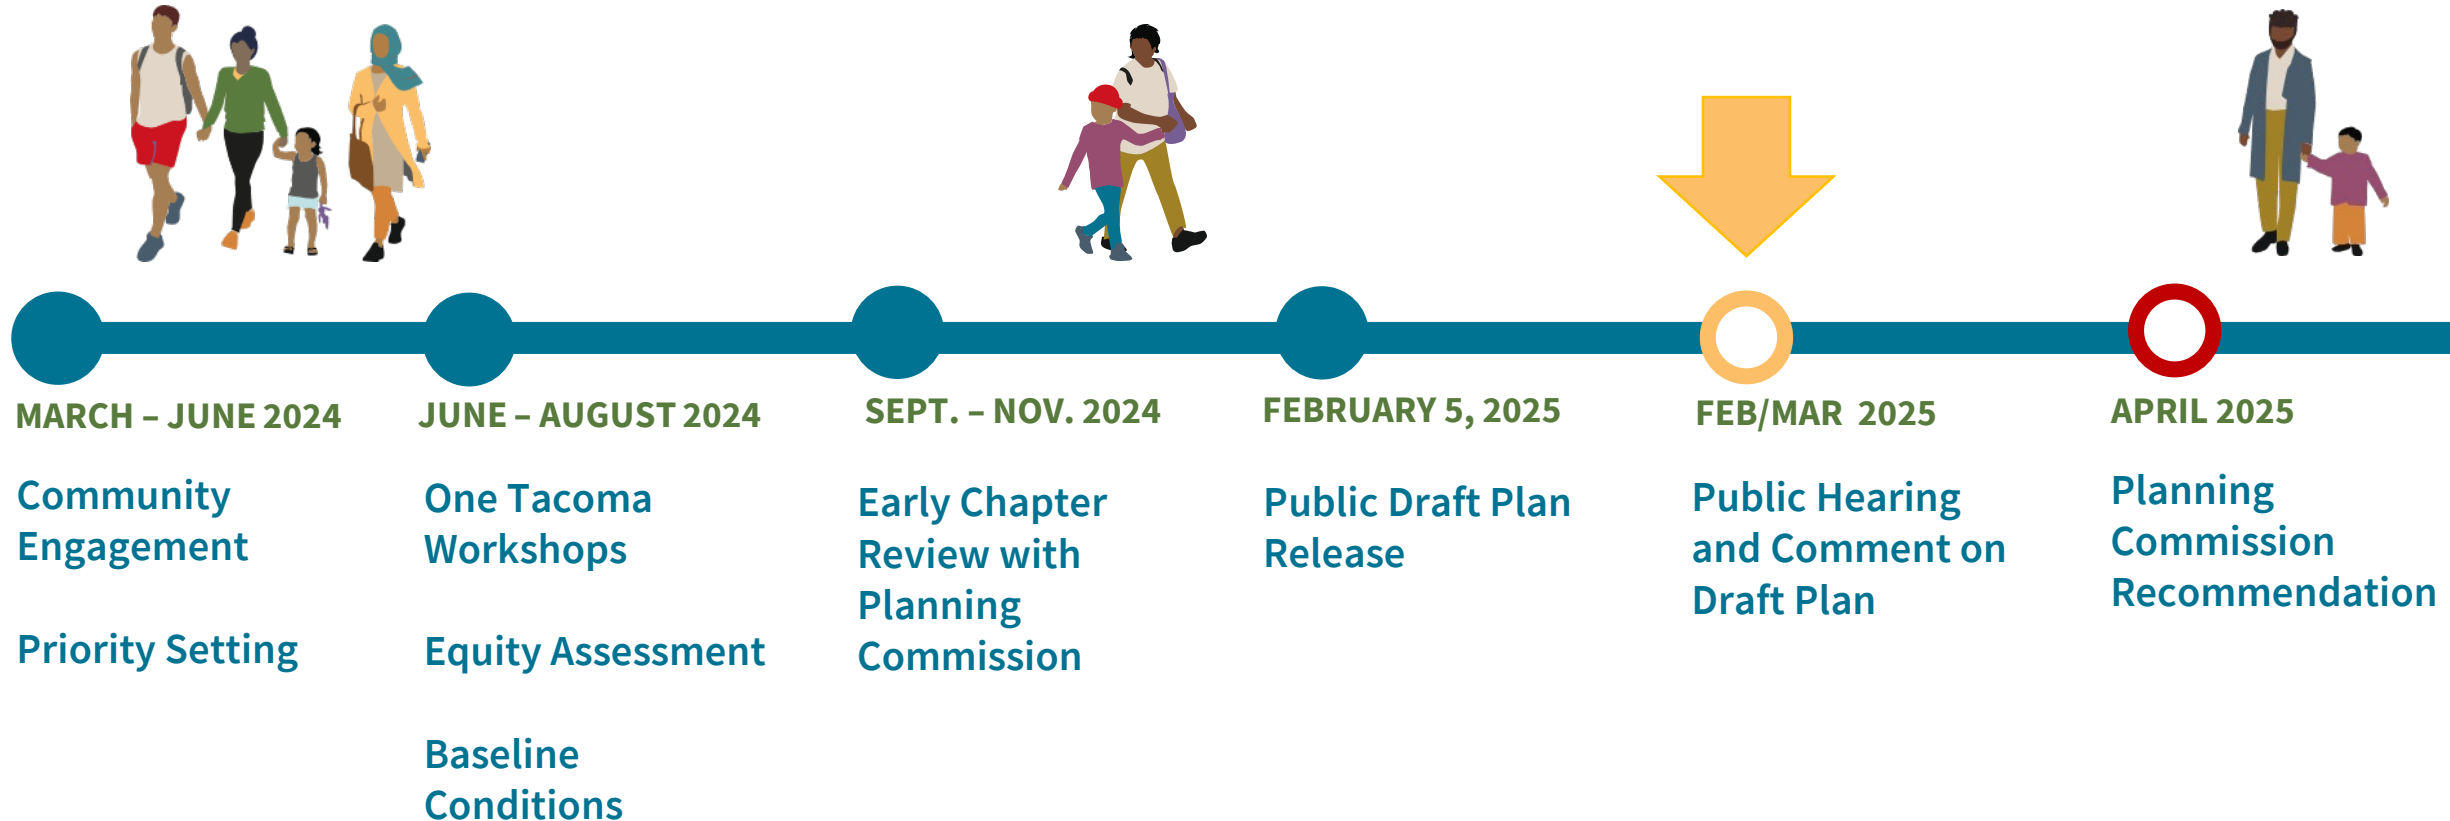 MARCH – JUNE 2024
Community
Engagement
Priority Setting
JUNE – AUGUST 2024
One Tacoma
Workshops
Equity Assessment
Baseline
Conditions
SEPT. – NOV. 2024
Early Chapter
Review with
Planning
Commission
FEBRUARY 5, 2025
Public Draft Plan
Release
FEB/MAR 2025
Public Hearing
and Comment on
Draft Plan
APRIL 2025
Planning
Commission
Recommendation